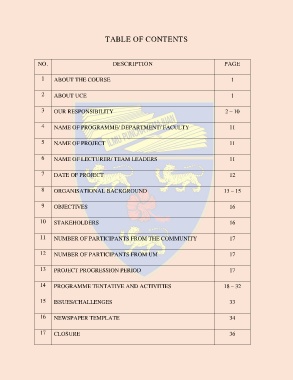 TABLE OF CONTENTS
NO. DESCRIPTION PAGE
1 ABOUT THE COURSE 1
2 ABOUT UCE 1
3 OUR RESPONSIBILITY 2 – 10
4 NAME OF PROGRAMME/ DEPARTMENT/ FACULTY 11
5 NAME OF PROJECT 11
6 NAME OF LECTURER/ TEAM LEADERS 11
7 DATE OF PROJECT 12
8 ORGANISATIONAL BACKGROUND 13 – 15
9 OBJECTIVES 16
10 STAKEHOLDERS 16
11 NUMBER OF PARTICIPANTS FROM THE COMMUNITY 17
12 NUMBER OF PARTICIPANTS FROM UM 17
13 PROJECT PROGRESSION PERIOD 17
14 PROGRAMME TENTATIVE AND ACTIVITIES 18 – 32
15 ISSUES/CHALLENGES 33
16 NEWSPAPER TEMPLATE 34
17 CLOSURE 36